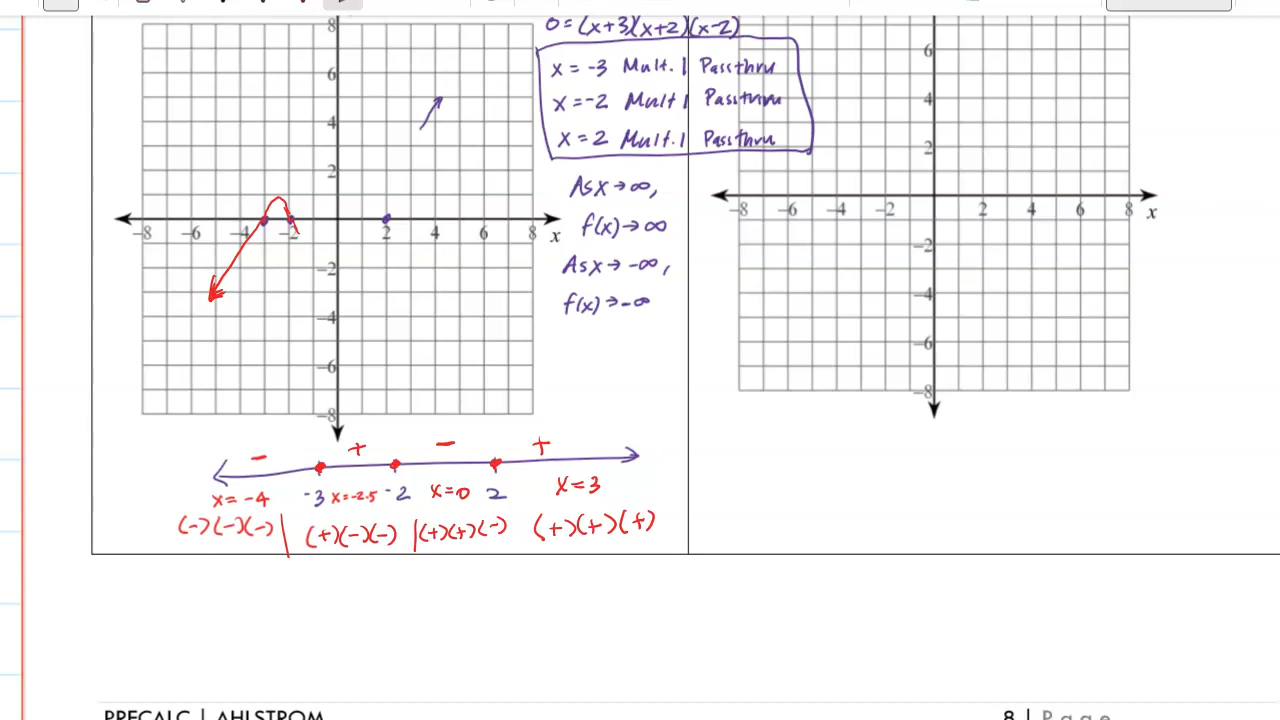 0 = (x+3)(x+2)(x-2)
x = -3 Mult. 1 Passthru
x = -2 Mult 1 Passthru
x = 2 Mult. 1 Passthru
As x → ∞,
f(x) → ∞
As x → -∞,
f(x) → -∞
8
6
4
2
-8 -6 -4 -2 2 4 6 8 x
-2
-4
-6
-8
6
4
2
-8 -6 -4 -2 2 4 6 8 x
-2
-4
-6
-8
- + - +
x = -4 -3 x = -2.5 -2 x = 0 2 x = 3
(-)(-)(-) | (+)(-)(-) | (+)(+)(-) (+)(+)(+)
PRECALC | AHLSTROM
8 | Page